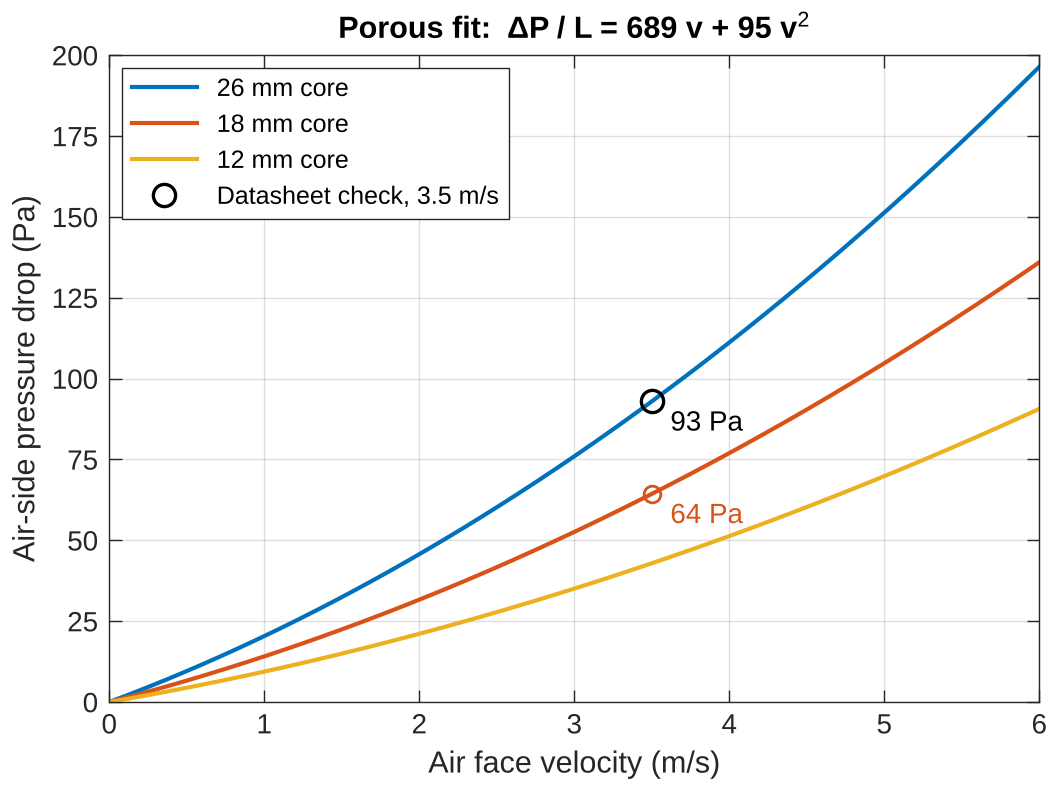 Porous fit:  ΔP / L = 689 v + 95 v²
200
175
150
125
100
75
50
25
0
Air-side pressure drop (Pa)
26 mm core
18 mm core
12 mm core
Datasheet check, 3.5 m/s
93 Pa
64 Pa
0 1 2 3 4 5 6
Air face velocity (m/s)